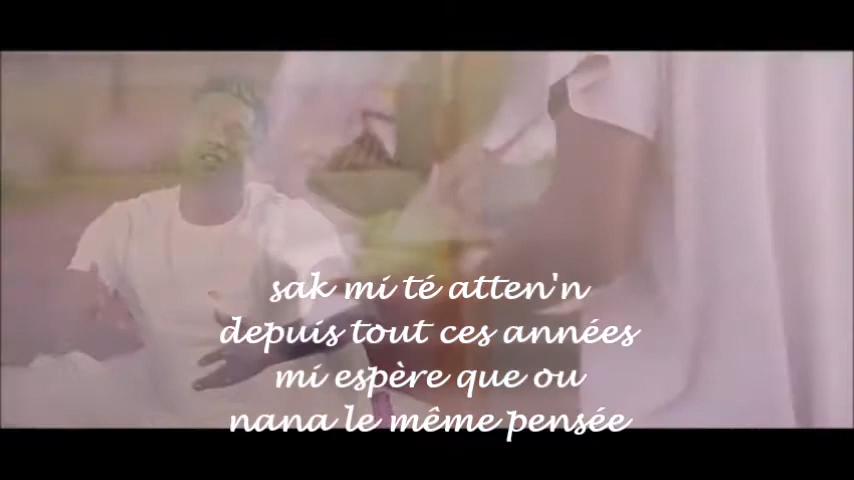 sak mi té atten'n
depuis tout ces années
mi espère que ou
nana le même pensée